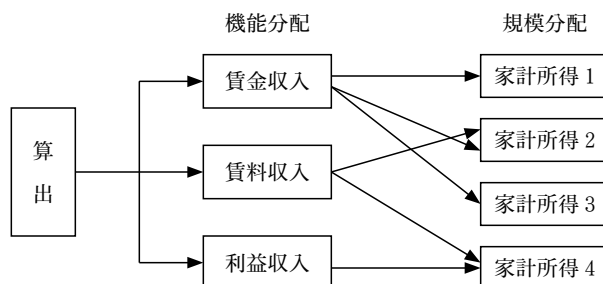 機能分配
規模分配
算出
賃金収入
賃料収入
利益収入
家計所得1
家計所得2
家計所得3
家計所得4